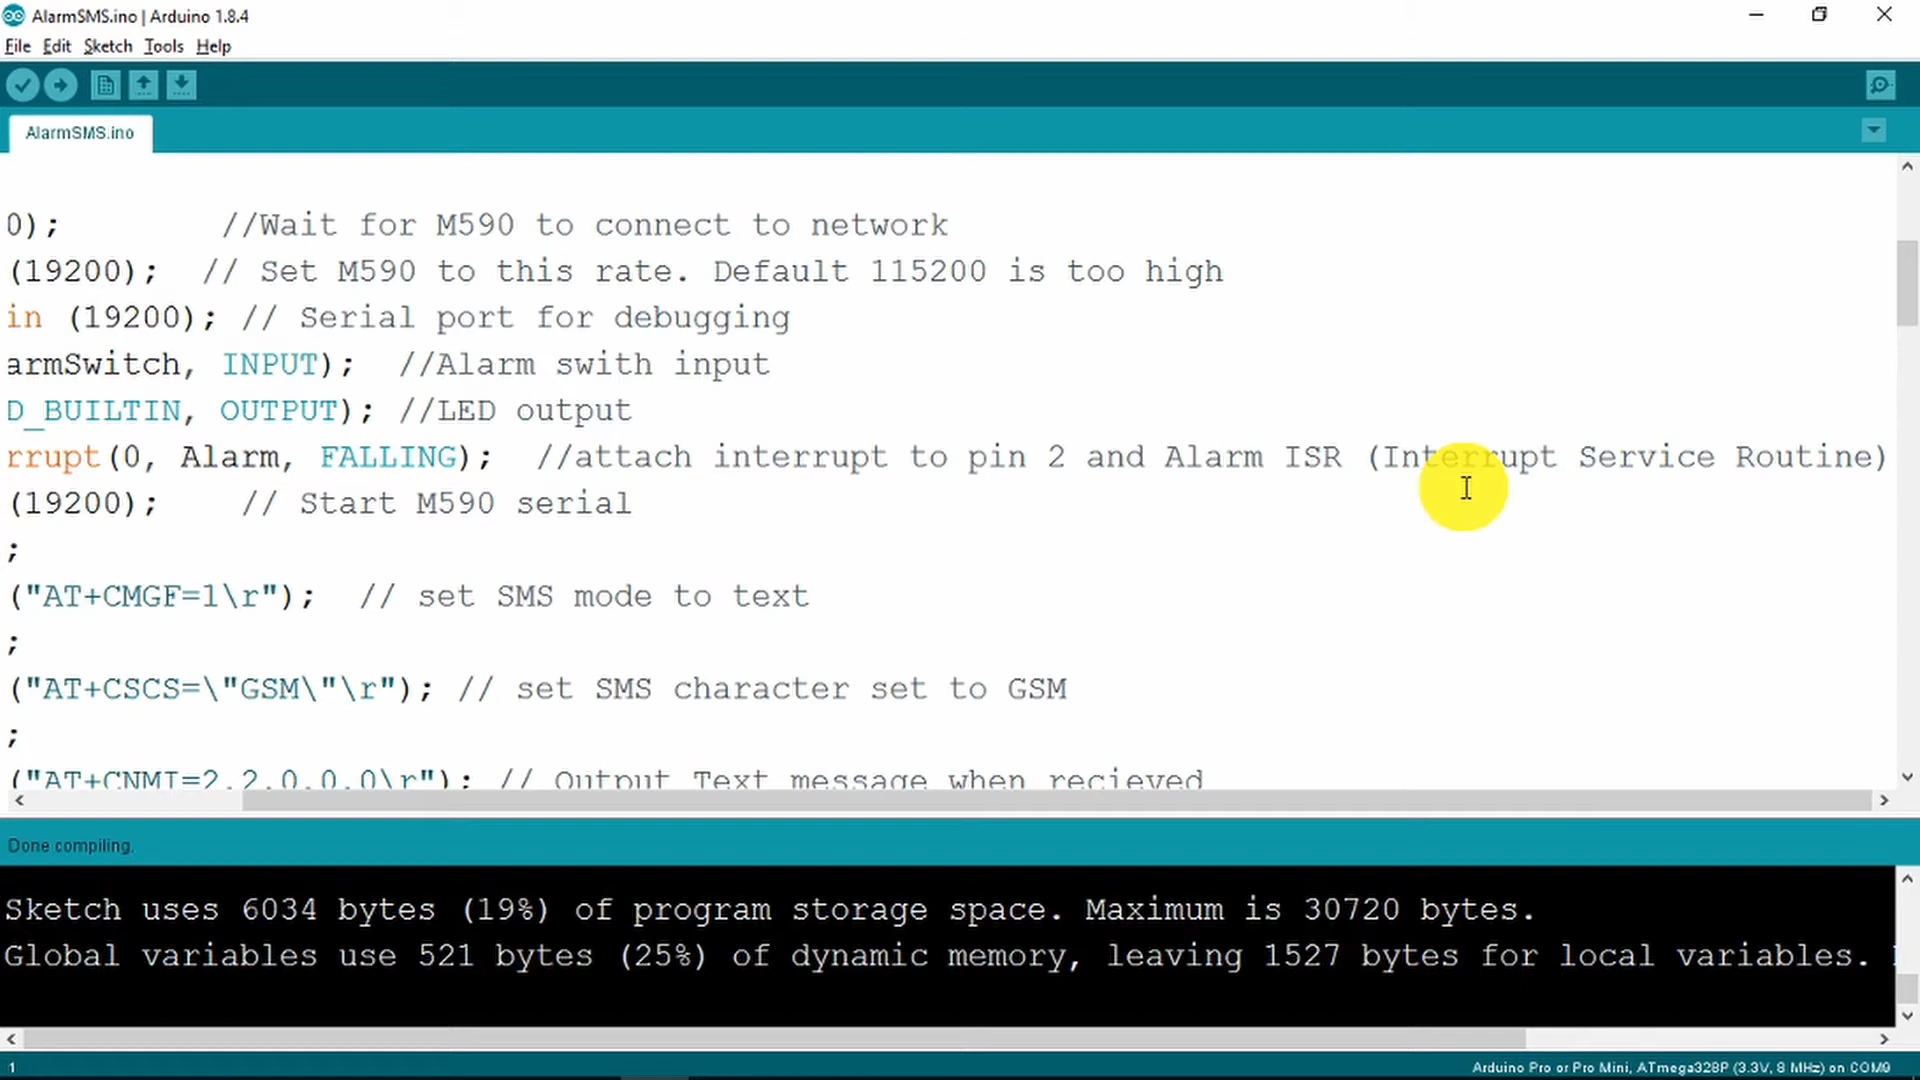 AlarmSMS.ino | Arduino 1.8.4
File Edit Sketch Tools Help
AlarmSMS.ino
0); //Wait for M590 to connect to network
(19200); // Set M590 to this rate. Default 115200 is too high
in (19200); // Serial port for debugging
armSwitch, INPUT); //Alarm swith input
D_BUILTIN, OUTPUT); //LED output
rrupt(0, Alarm, FALLING); //attach interrupt to pin 2 and Alarm ISR (Interrupt Service Routine)
(19200); // Start M590 serial
;
("AT+CMGF=1\r"); // set SMS mode to text
;
("AT+CSCS=\"GSM\"\r"); // set SMS character set to GSM
;
("AT+CNMI=2,2,0,0,0\r"); // Output Text message when recieved
Done compiling.
Sketch uses 6034 bytes (19%) of program storage space. Maximum is 30720 bytes.
Global variables use 521 bytes (25%) of dynamic memory, leaving 1527 bytes for local variables.
1 Arduino Pro or Pro Mini, ATmega328P (3.3V, 8 MHz) on COM9